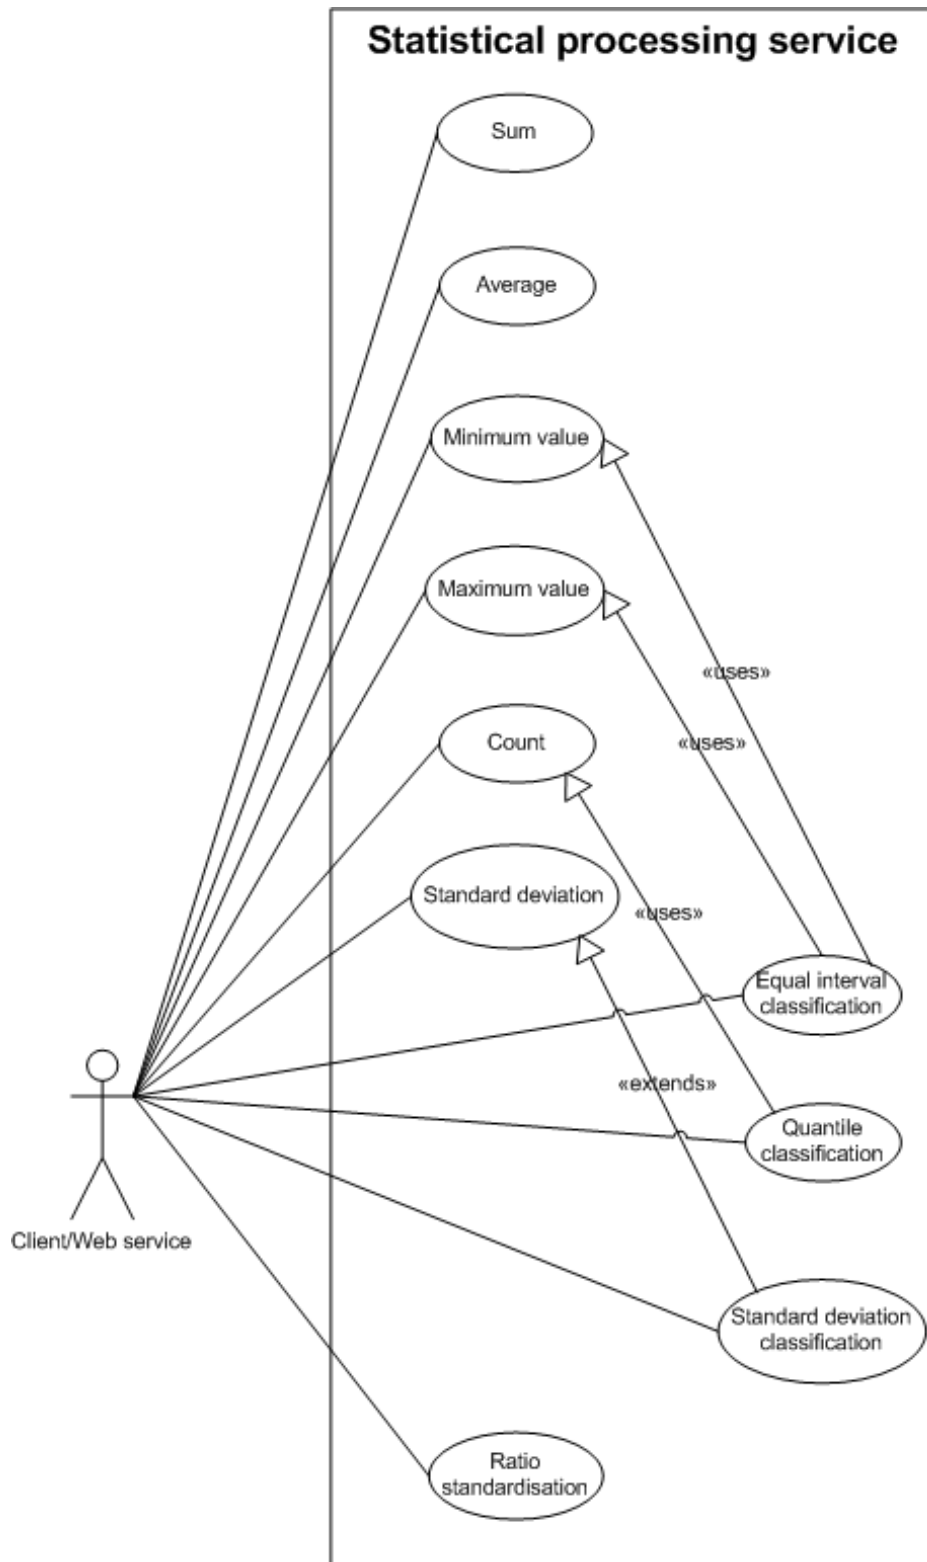 Statistical processing service
Sum
Average
Minimum value
Maximum value
«uses»
«uses»
Count
Standard deviation
«uses»
Equal interval
classification
«extends»
Quantile
classification
Client/Web service
Standard deviation
classification
Ratio
standardisation